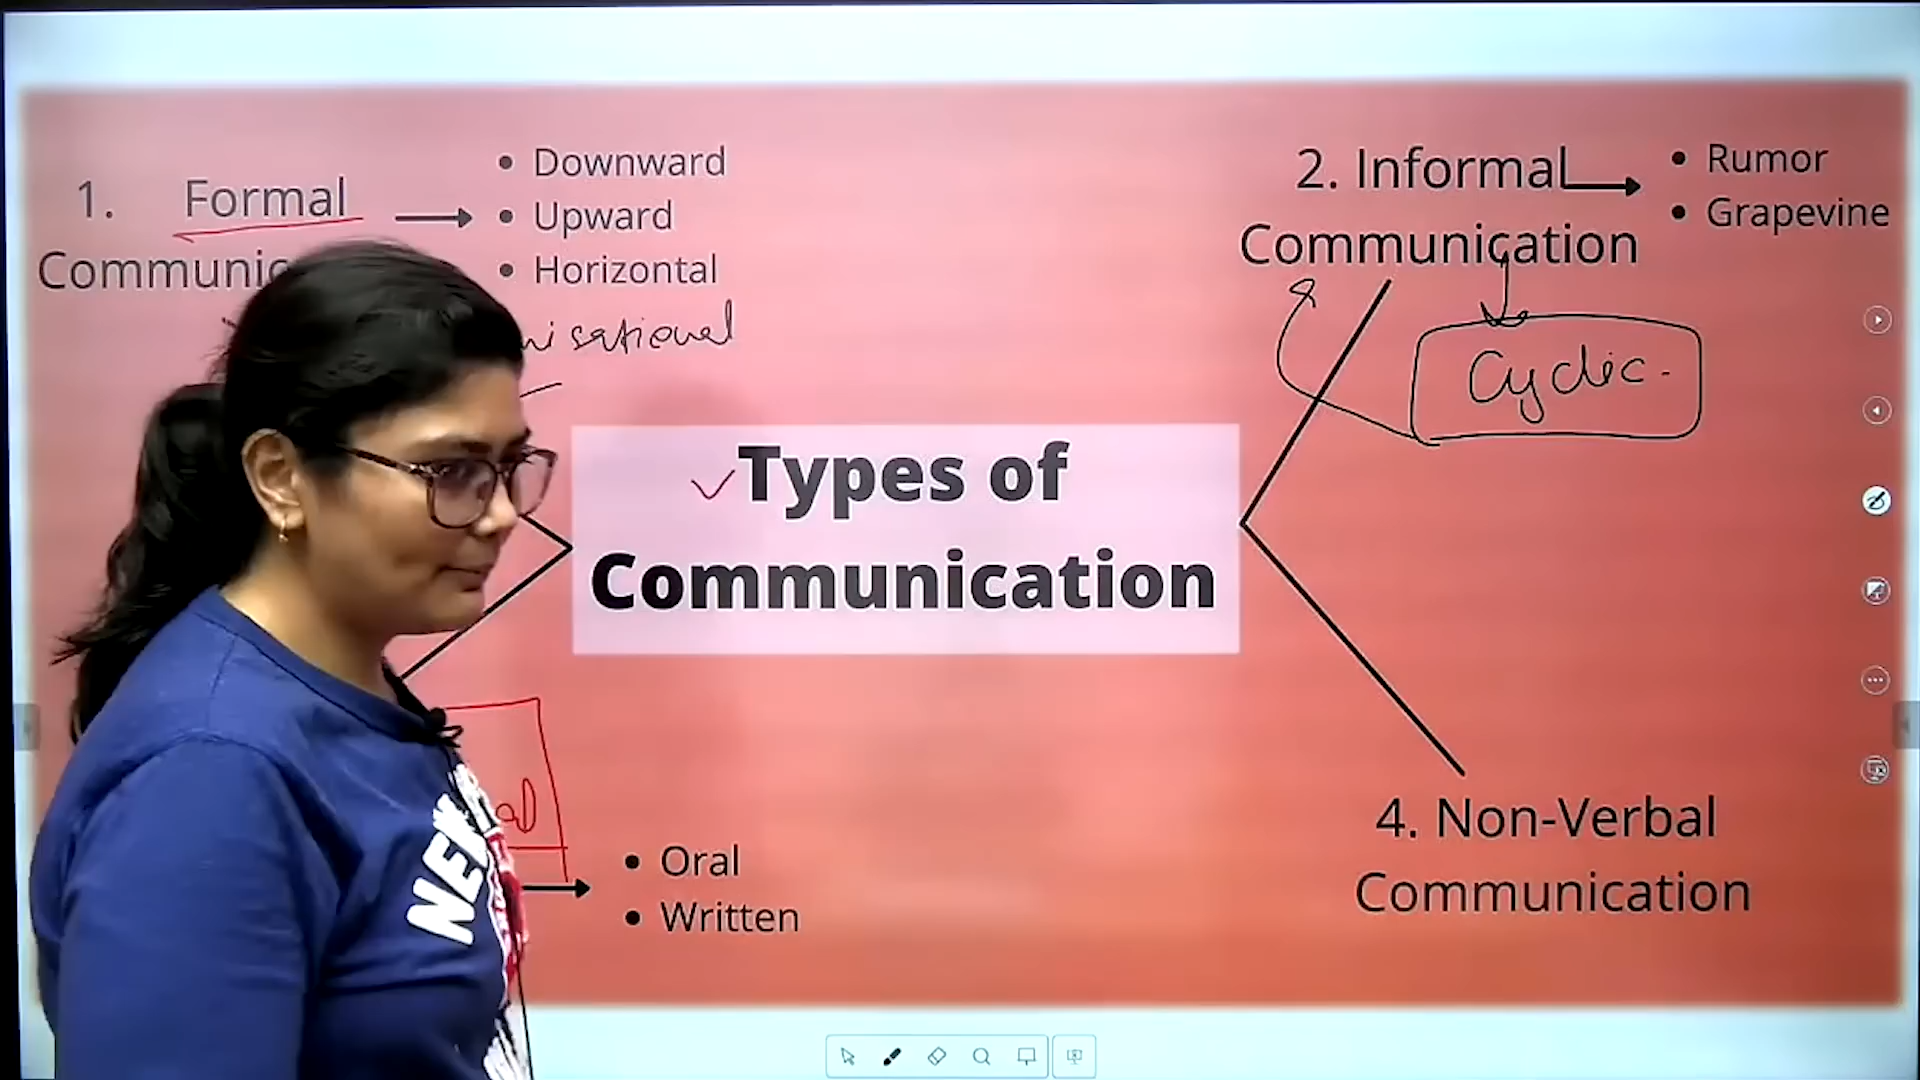 1. Formal
• Downward
• Upward
• Horizontal
Types of
Communication
2. Informal
Communication
• Rumor
• Grapevine
Cyclic.
• Oral
• Written
4. Non-Verbal
Communication